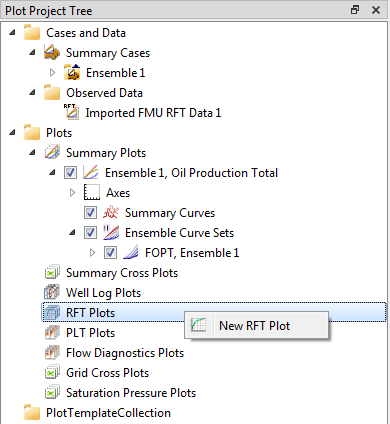 Plot Project Tree
Cases and Data
Summary Cases
Ensemble 1
Observed Data
RFT
Imported FMU RFT Data 1
Plots
Summary Plots
Ensemble 1, Oil Production Total
Axes
Summary Curves
Ensemble Curve Sets
FOPT, Ensemble 1
Summary Cross Plots
Well Log Plots
RFT Plots
New RFT Plot
PLT Plots
Flow Diagnostics Plots
Grid Cross Plots
Saturation Pressure Plots
PlotTemplateCollection